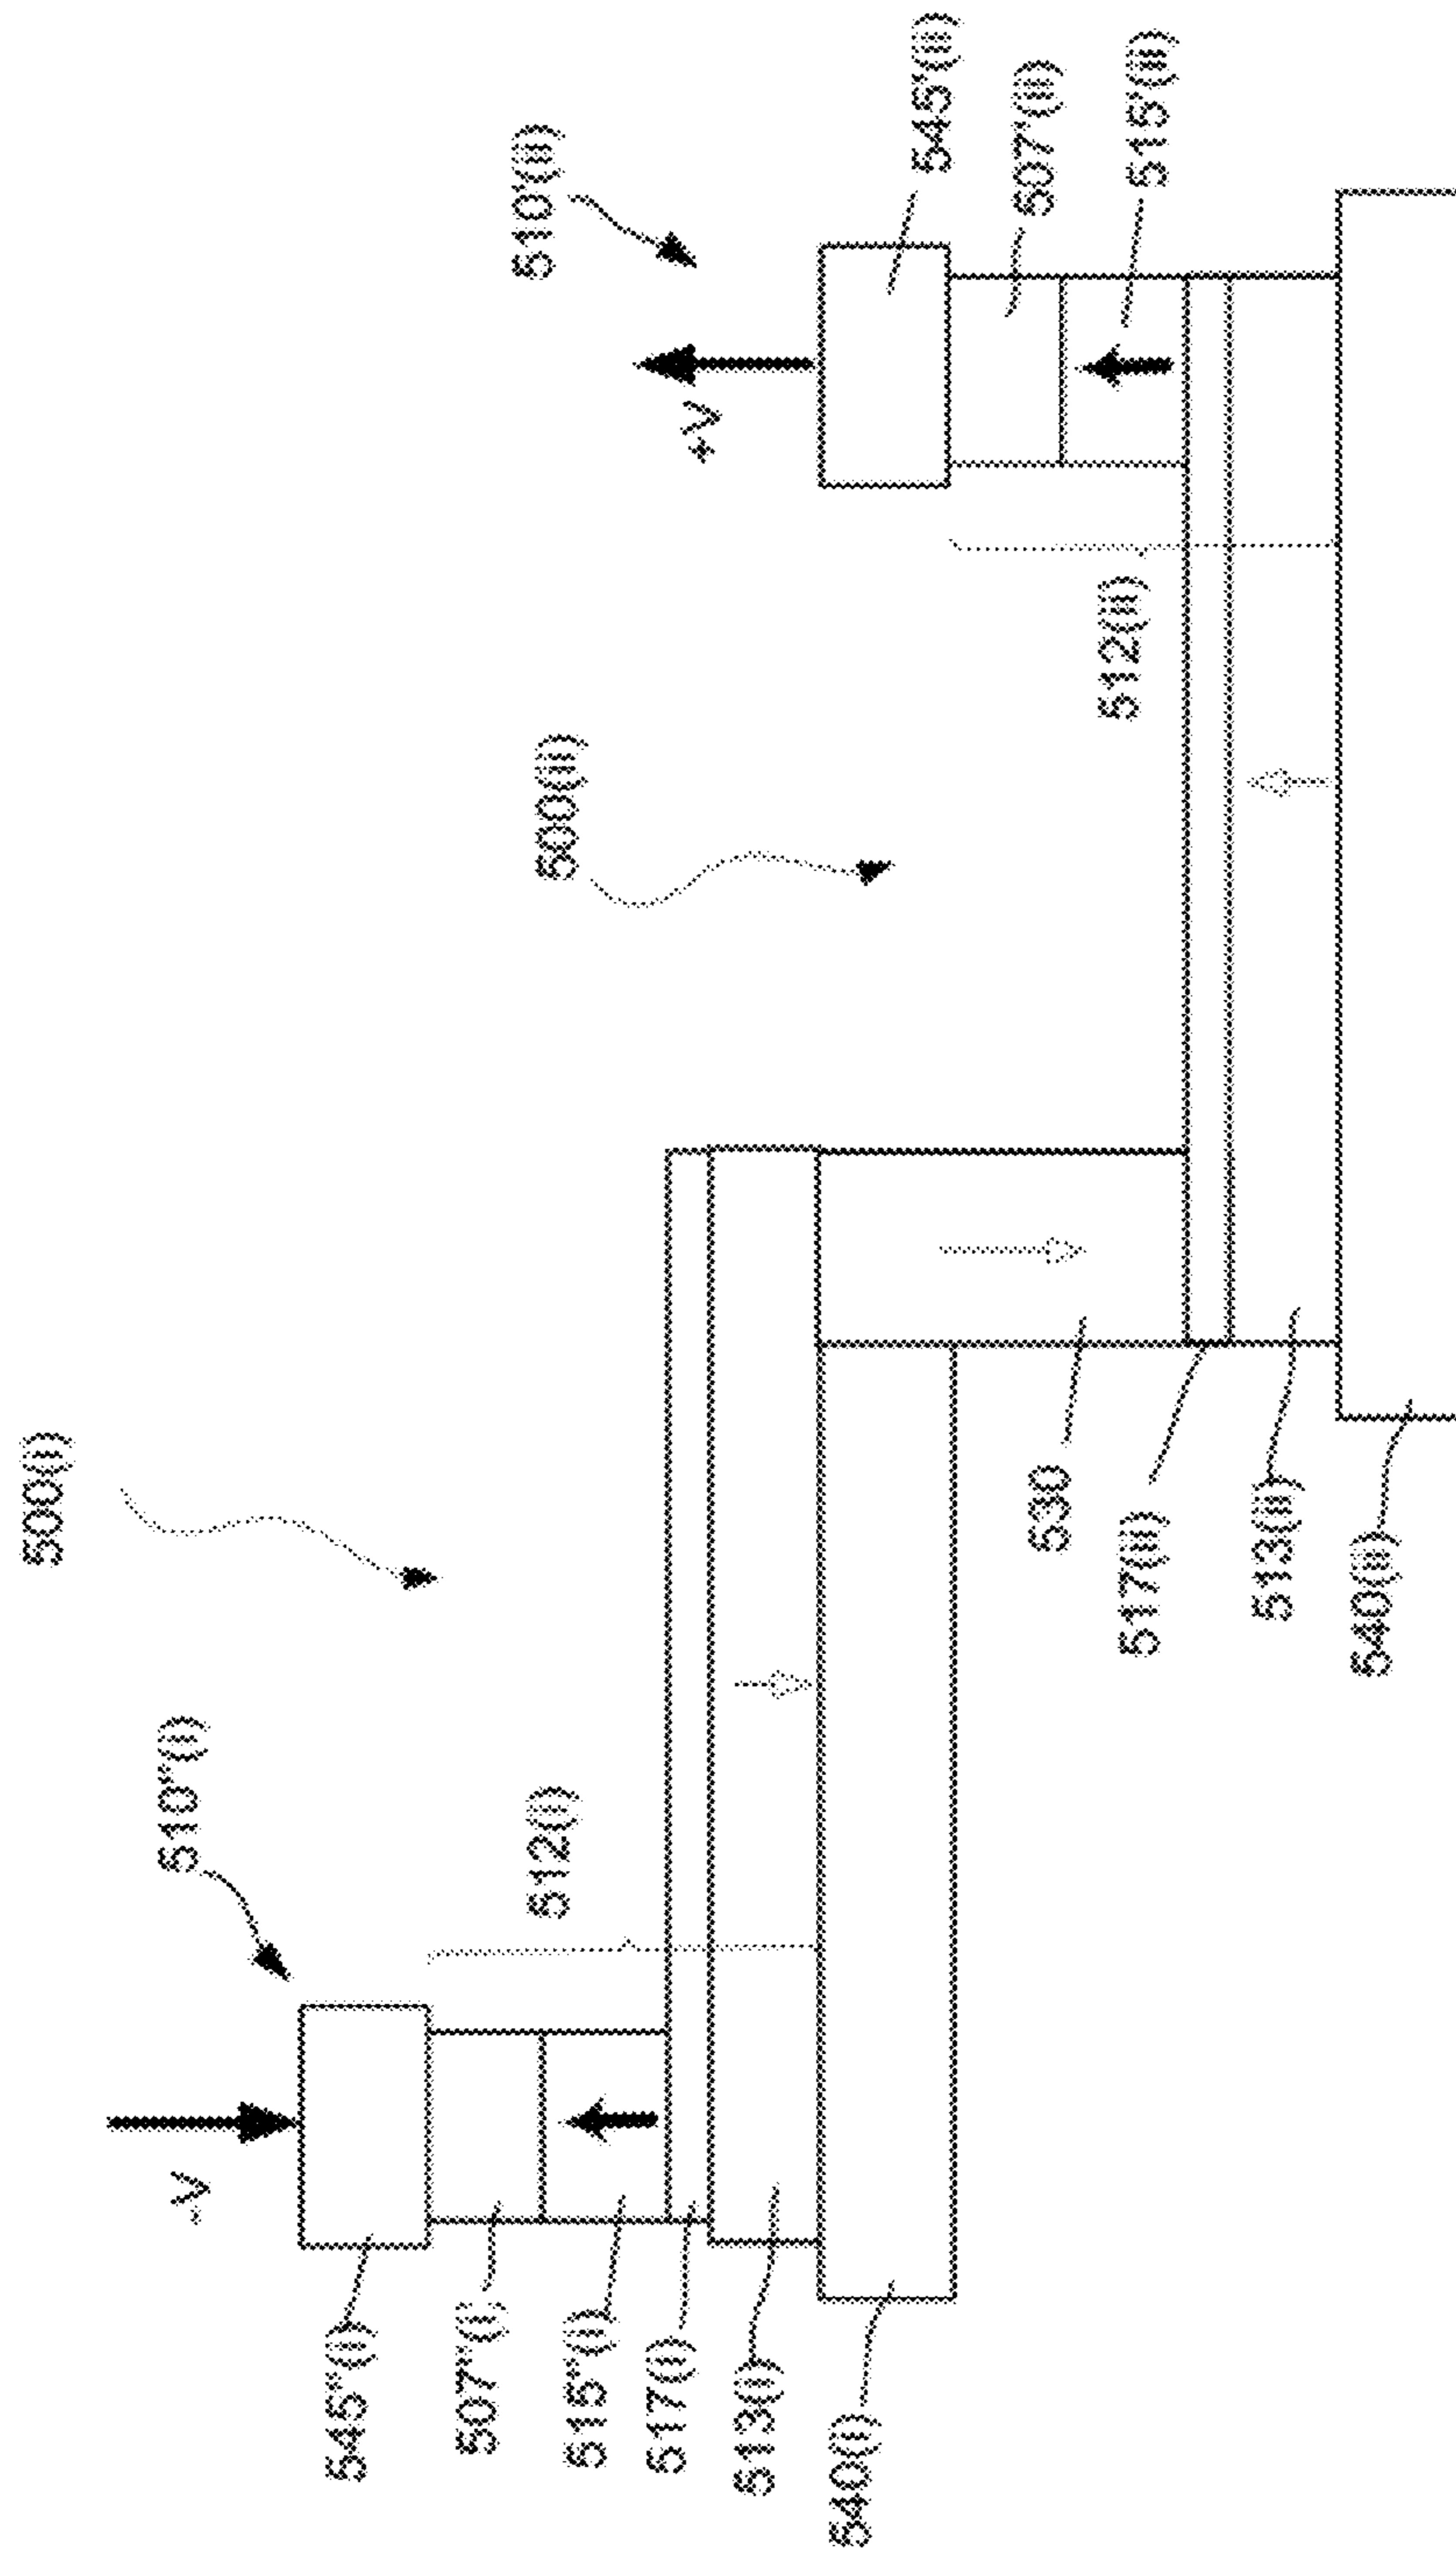 500(i)
510"(i)
-V
545"(i)
507"(i)
515"(i)
517(i)
513(i)
540(i)
512(i)
500(ii)
510'(ii)
+V
545'(ii)
507'(ii)
515'(ii)
512(ii)
530
517(ii)
513(ii)
540(ii)